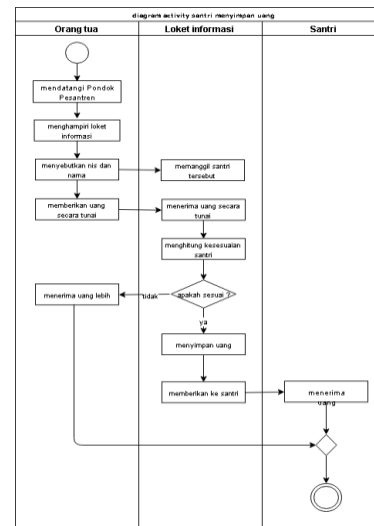 diagram activity santri menyimpan uang
Orang tua
Loket informasi
Santri
mendatangi Pondok
Pesantren
menghampiri loket
informasi
menyebutkan nis dan
nama
memanggil santri
tersebut
memberikan uang
secara tunai
menerima uang secara
tunai
menghitung kesesuaian
santri
menerima uang lebih
tidak
apakah sesuai ?
ya
menyimpan uang
memberikan ke santri
menerima
uang